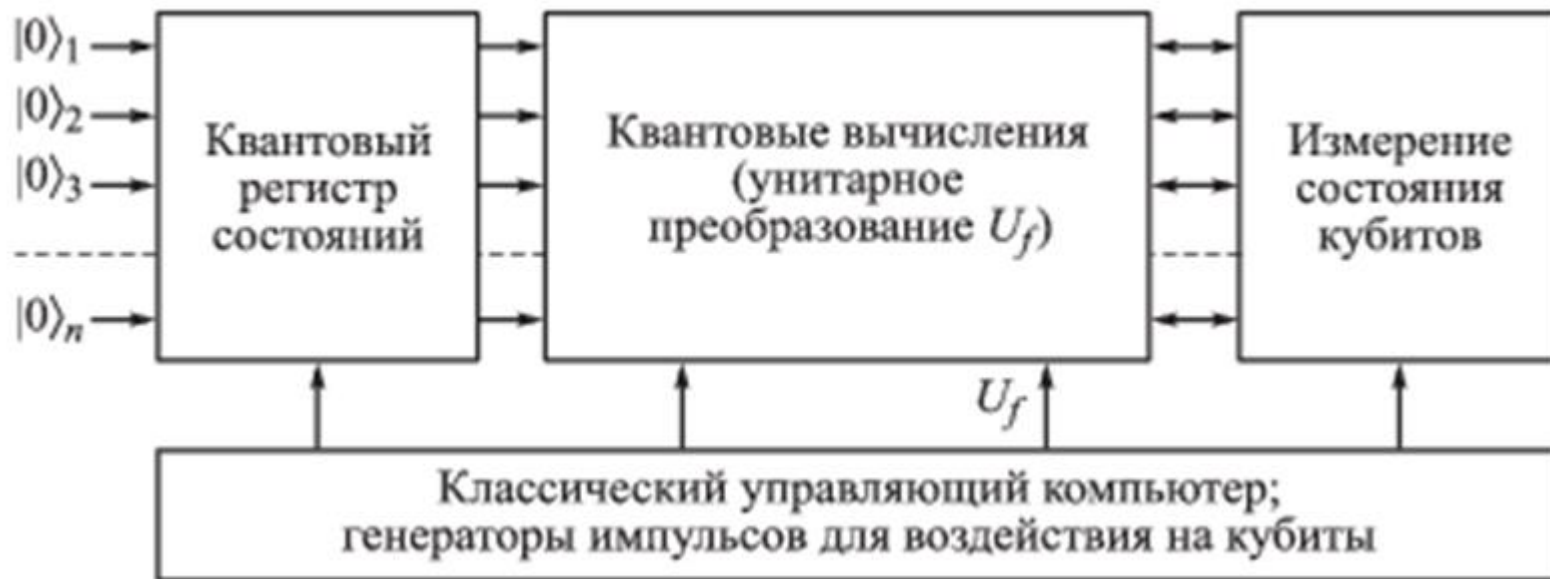 |0⟩1
|0⟩2
|0⟩3
|0⟩n
Квантовый
регистр
состояний
Квантовые вычисления
(унитарное
преобразование Uf)
Измерение
состояния
кубитов
Uf
Классический управляющий компьютер;
генераторы импульсов для воздействия на кубиты